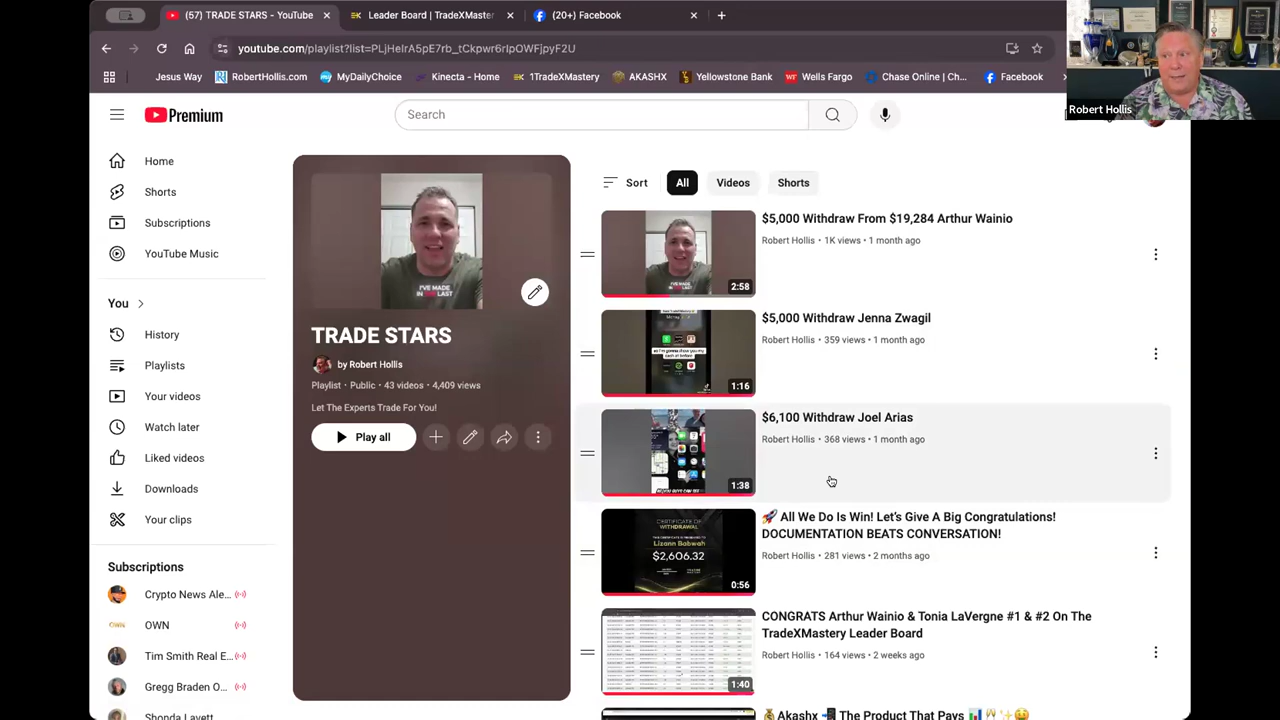 (57) TRADE STARS - YouTube
Leader Board | TradeXMaster
(20+) Facebook
youtube.com/playlist?list=PLjHeIrA5pE7rb_tCkpwr6rIpOWFjpyF2U
Jesus Way
RobertHollis.com
MyDailyChoice
Kinecta - Home
1TradeXMastery
AKASHX
Yellowstone Bank
Wells Fargo
Chase Online | Ch...
Facebook
Robert Hollis
Premium
Search
Home
Shorts
Subscriptions
YouTube Music
You
History
Playlists
Your videos
Watch later
Liked videos
Downloads
Your clips
Subscriptions
Crypto News Ale...
OWN
Tim Smith Real E...
Gregg Braden O...
Shonda Lavett
I'VE MADE
TRADE STARS
by Robert Hollis
Playlist • Public • 43 videos • 4,409 views
Let The Experts Trade For You!
Play all
Sort
All
Videos
Shorts
2:58
$5,000 Withdraw From $19,284 Arthur Wainio
Robert Hollis • 1K views • 1 month ago
1:16
$5,000 Withdraw Jenna Zwagil
Robert Hollis • 359 views • 1 month ago
1:38
$6,100 Withdraw Joel Arias
Robert Hollis • 368 views • 1 month ago
CERTIFICATE OF
WITHDRAWAL
Lizann Babwah
$2,606.32
0:56
🚀 All We Do Is Win! Let's Give A Big Congratulations!
DOCUMENTATION BEATS CONVERSATION!
Robert Hollis • 281 views • 2 months ago
1:40
CONGRATS Arthur Wainio & Tonia LaVergne #1 & #2 On The
TradeXMastery Leader Board
Robert Hollis • 164 views • 2 weeks ago
💰Akashx 📲 The Product That Pays 📊🥂✨🤑